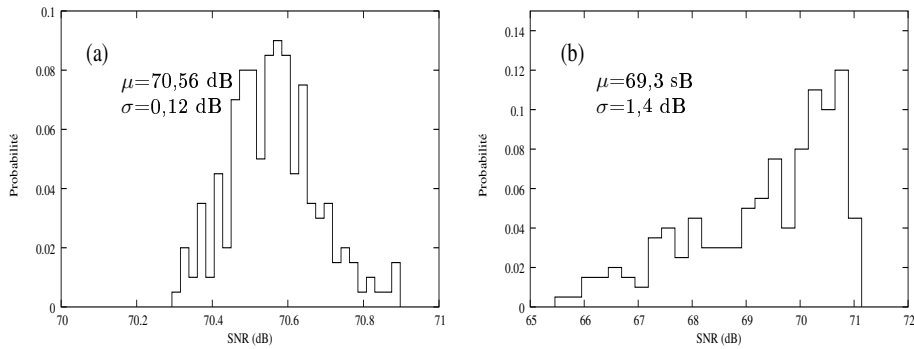 0.1
0.08
0.06
0.04
0.02
0
Probabilité
(a)
μ=70,56 dB
σ=0,12 dB
70
70.2
70.4
70.6
70.8
71
SNR (dB)
0.14
0.12
0.1
0.08
0.06
0.04
0.02
0
Probabilité
(b)
μ=69,3 sB
σ=1,4 dB
65
66
67
68
69
70
71
72
SNR (dB)